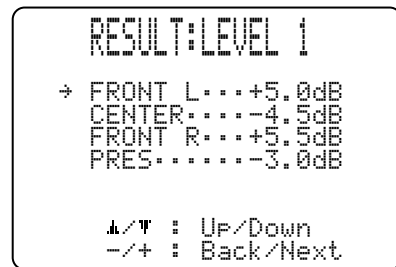 RESULT:LEVEL 1
→ FRONT L···+5.0dB
CENTER····-4.5dB
FRONT R···+5.5dB
PRES······-3.0dB
▲/▼ : Up/Down
-/+ : Back/Next